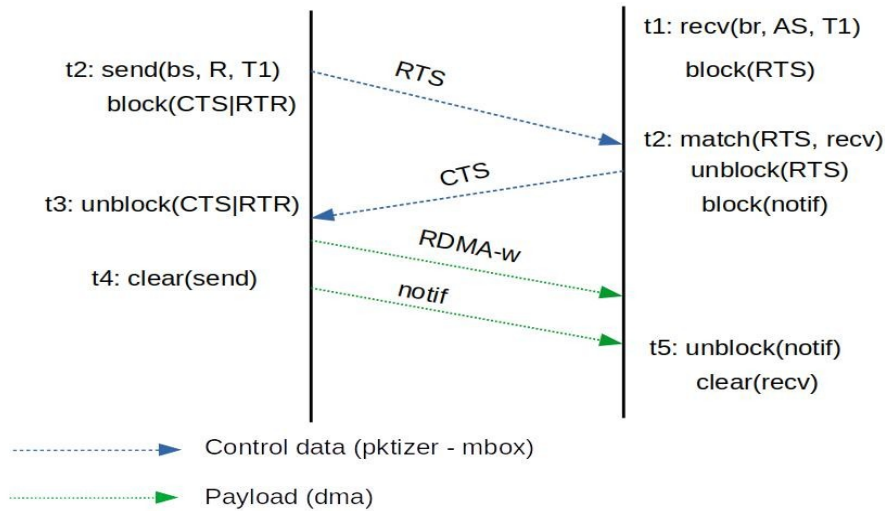 t1: recv(br, AS, T1)
block(RTS)
t2: send(bs, R, T1)
block(CTS|RTR)
RTS
t2: match(RTS, recv)
unblock(RTS)
block(notif)
CTS
t3: unblock(CTS|RTR)
RDMA-w
t4: clear(send)
notif
t5: unblock(notif)
clear(recv)
Control data (pktizer - mbox)
Payload (dma)